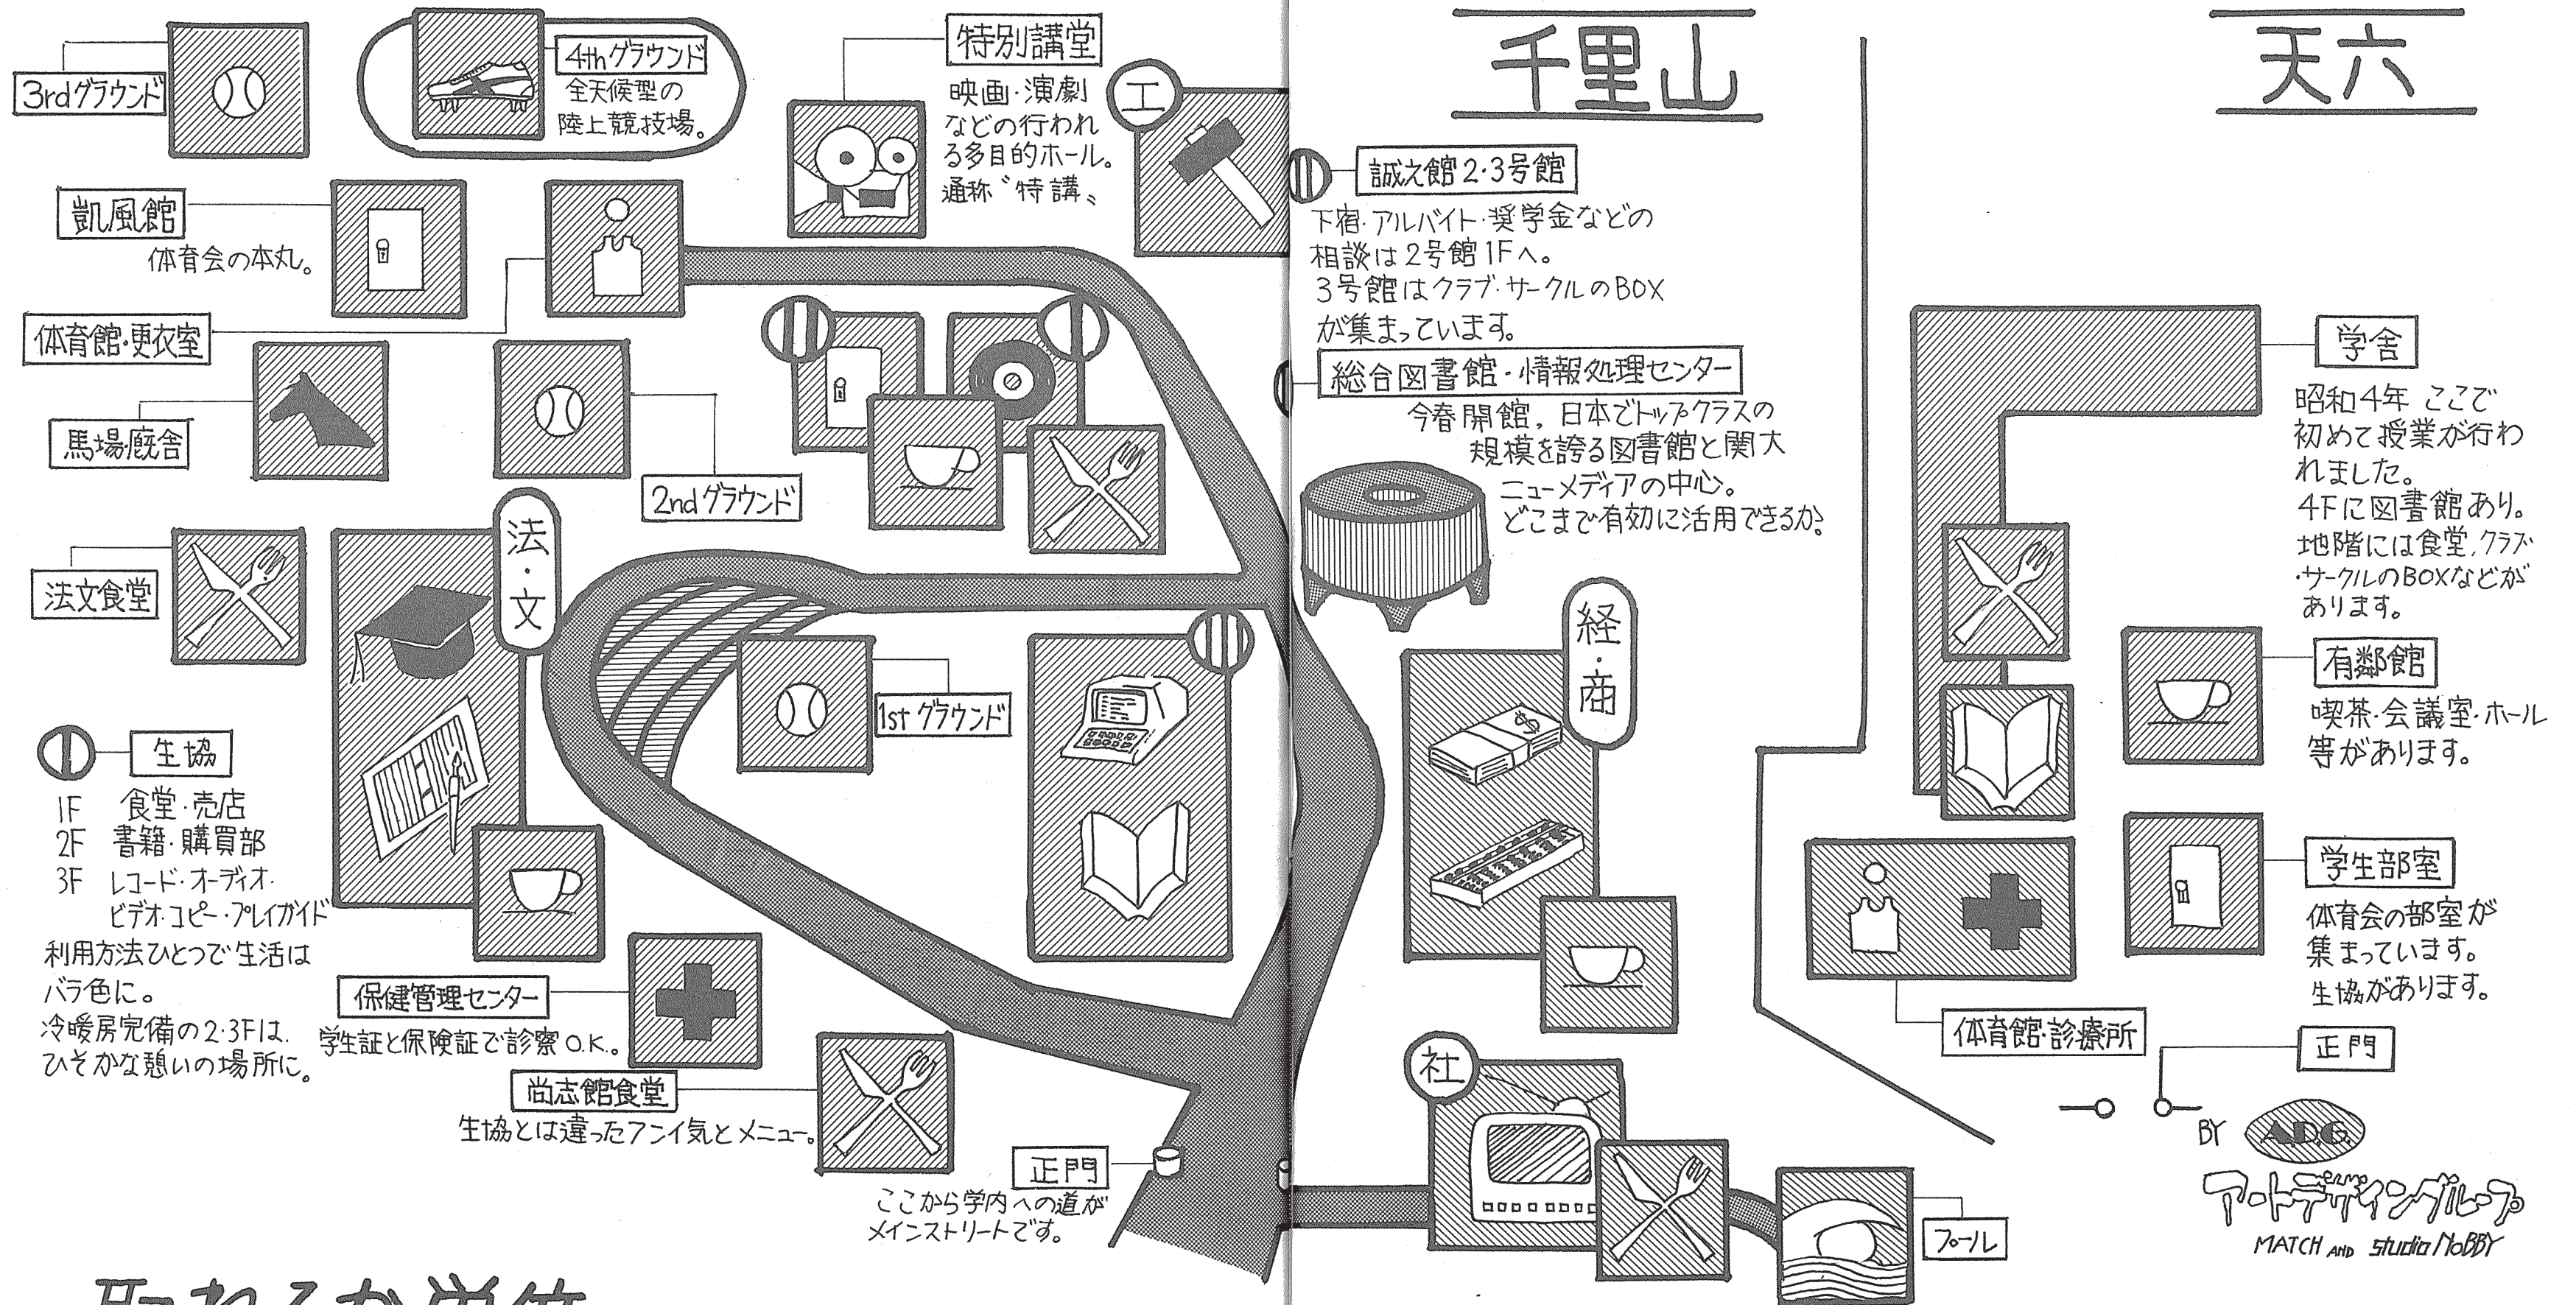 千里山
天六
3rdグラウンド
4thグラウンド
全天候型の
陸上競技場。
特別講堂
映画・演劇
などの行われ
る多目的ホール。
通称〝特講〟
工
凱風館
体育会の本丸。
体育館・更衣室
馬場・厩舎
2ndグラウンド
法・文
法文食堂
1stグラウンド
生協
1F 食堂・売店
2F 書籍・購買部
3F レコード・オーディオ・
ビデオ・コピー・プレイガイド
利用方法ひとつで生活は
バラ色に。
冷暖房完備の2・3Fは、
ひそかな憩いの場所に。
保健管理センター
学生証と保険証で診察O.K.。
尚志館食堂
生協とは違ったフンイ気とメニュー。
正門
ここから学内への道が
メインストリートです。
誠之館2・3号館
下宿・アルバイト・奨学金などの
相談は2号館1Fへ。
3号館はクラブ・サークルのBOX
が集まっています。
総合図書館・情報処理センター
今春開館。日本でトップクラスの
規模を誇る図書館と関大
ニューメディアの中心。
どこまで有効に活用できるか?
経・商
社
プール
学舎
昭和4年 ここで
初めて授業が行わ
れました。
4Fに図書館あり。
地階には食堂、クラブ
・サークルのBOXなどが
あります。
有鄰館
喫茶・会議室・ホール
等があります。
学生部室
体育会の部室が
集まっています。
生協があります。
体育館・診療所
正門
BY A.D.G.
アートデザイングループ
MATCH AND studio NoBBY